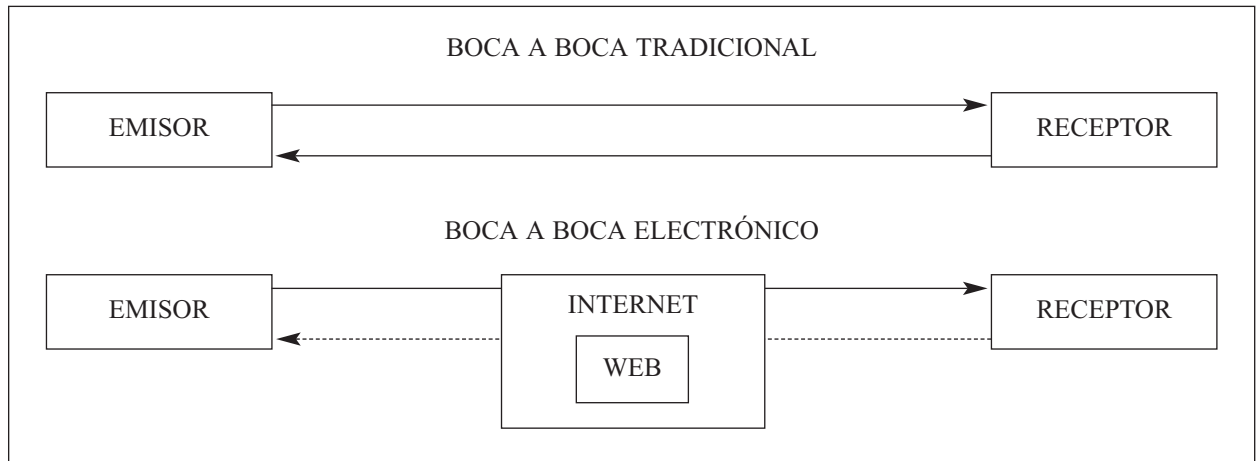 BOCA A BOCA TRADICIONAL
EMISOR
RECEPTOR
BOCA A BOCA ELECTRÓNICO
EMISOR
INTERNET
WEB
RECEPTOR